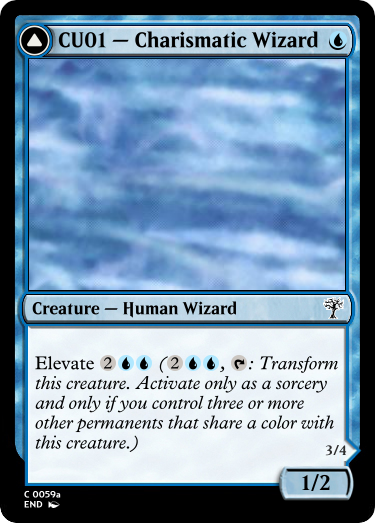 CU01 — Charismatic Wizard
Creature — Human Wizard
Elevate 2 (2, : Transform
this creature. Activate only as a sorcery
and only if you control three or more
other permanents that share a color with
this creature.)
3/4
1/2
C 0059a
END